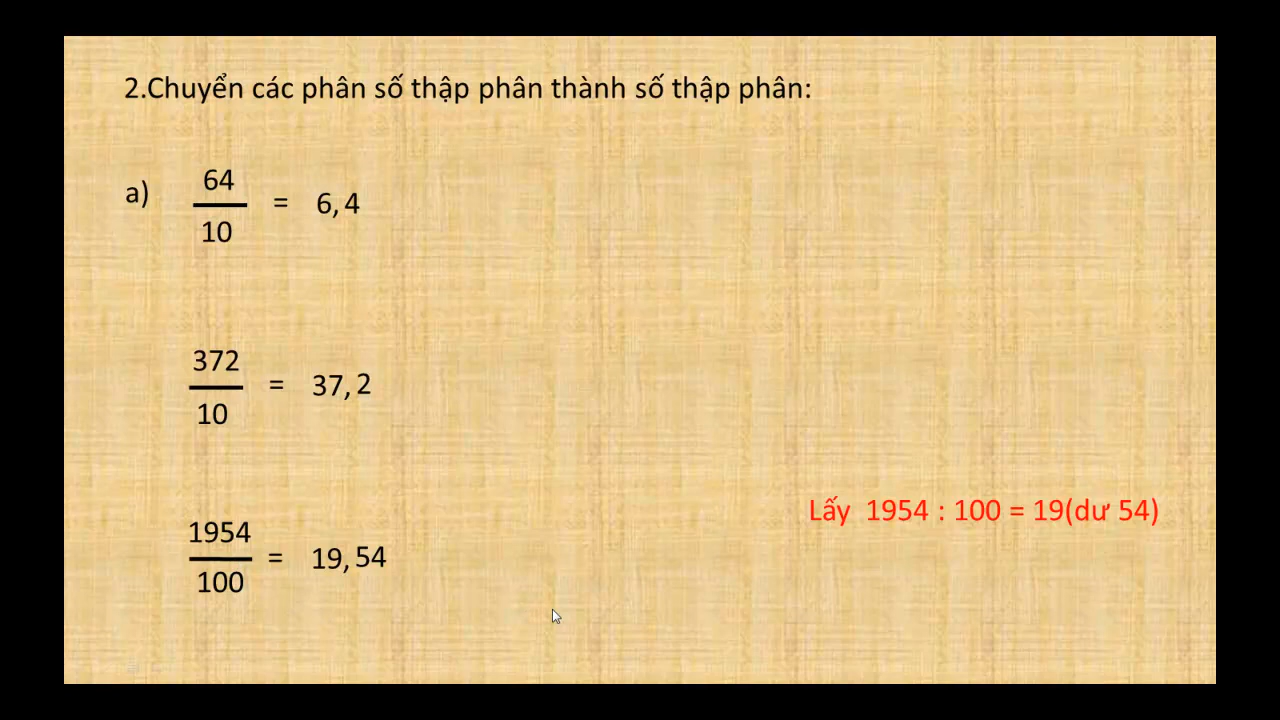 2.Chuyển các phân số thập phân thành số thập phân:
a) 64/10 = 6,4
372/10 = 37,2
Lấy 1954 : 100 = 19(dư 54)
1954/100 = 19,54